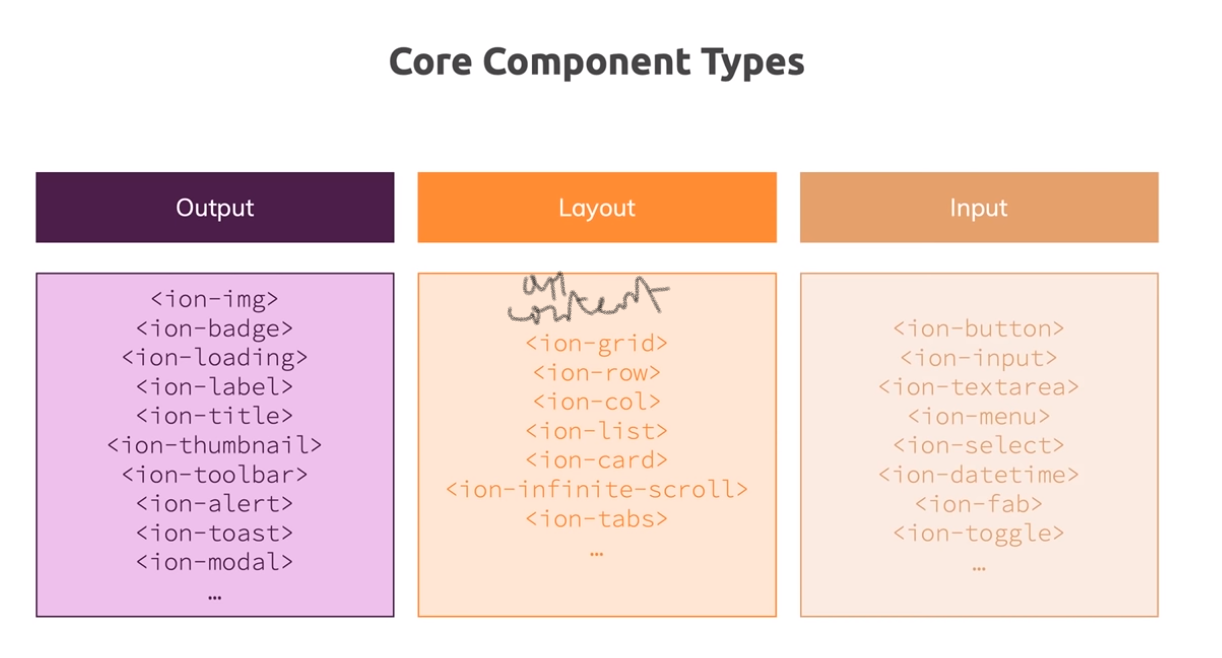 Core Component Types
Output
<ion-img>
<ion-badge>
<ion-loading>
<ion-label>
<ion-title>
<ion-thumbnail>
<ion-toolbar>
<ion-alert>
<ion-toast>
<ion-modal>
…
Layout
content
<ion-grid>
<ion-row>
<ion-col>
<ion-list>
<ion-card>
<ion-infinite-scroll>
<ion-tabs>
…
Input
<ion-button>
<ion-input>
<ion-textarea>
<ion-menu>
<ion-select>
<ion-datetime>
<ion-fab>
<ion-toggle>
…